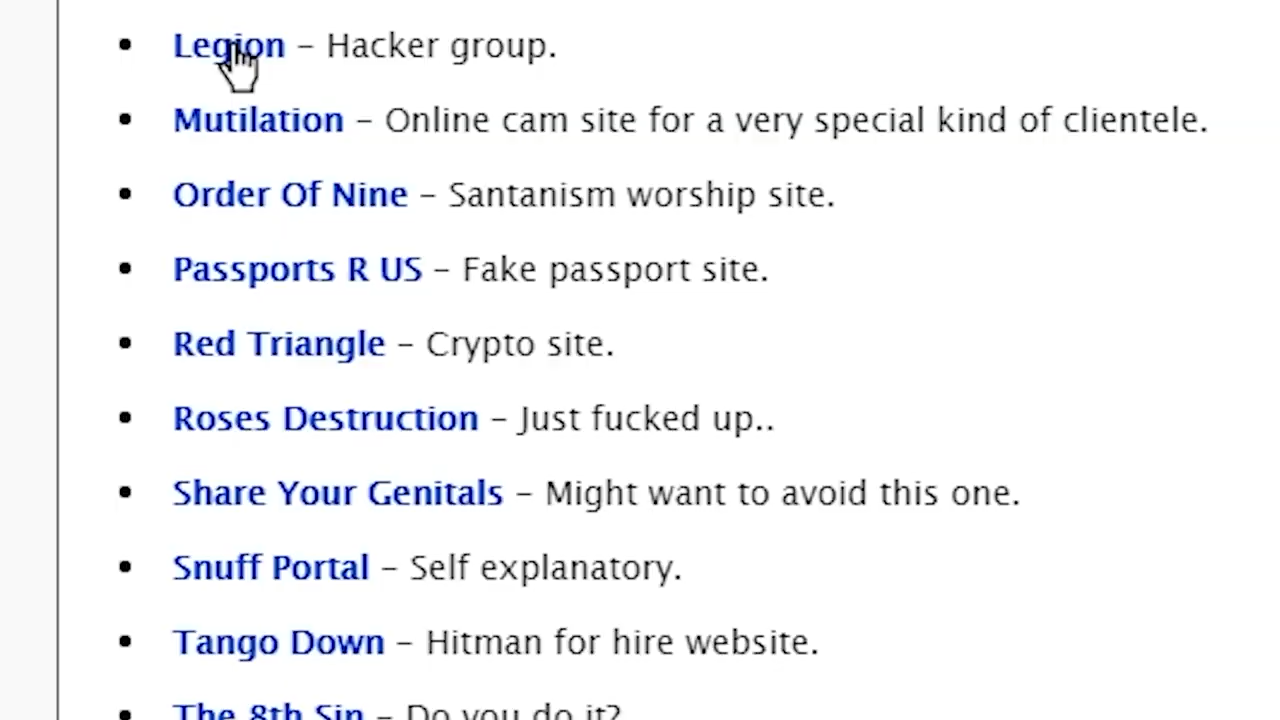 • Legion – Hacker group.
• Mutilation – Online cam site for a very special kind of clientele.
• Order Of Nine – Santanism worship site.
• Passports R US – Fake passport site.
• Red Triangle – Crypto site.
• Roses Destruction – Just fucked up..
• Share Your Genitals – Might want to avoid this one.
• Snuff Portal – Self explanatory.
• Tango Down – Hitman for hire website.
• The 8th Sin – Do you do it?